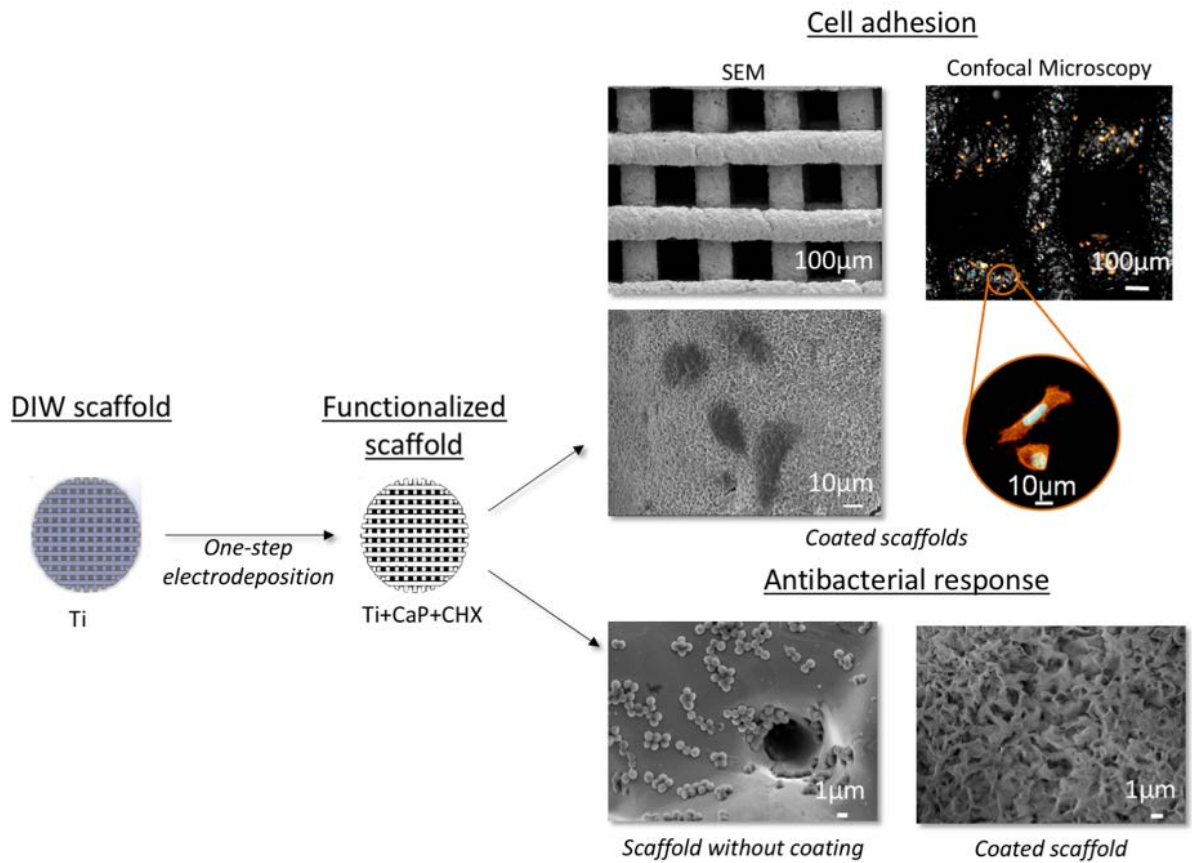 Cell adhesion
SEM
Confocal Microscopy
100µm
100µm
10µm
10µm
Coated scaffolds
DIW scaffold
Ti
One-step
electrodeposition
Functionalized
scaffold
Ti+CaP+CHX
Antibacterial response
1µm
1µm
Scaffold without coating
Coated scaffold